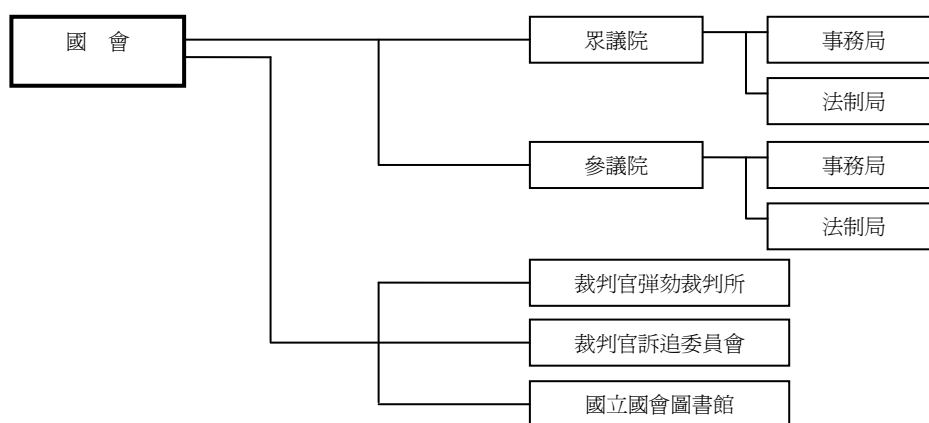 國　會
眾議院
事務局
法制局
參議院
事務局
法制局
裁判官弾劾裁判所
裁判官訴追委員會
國立國會圖書館